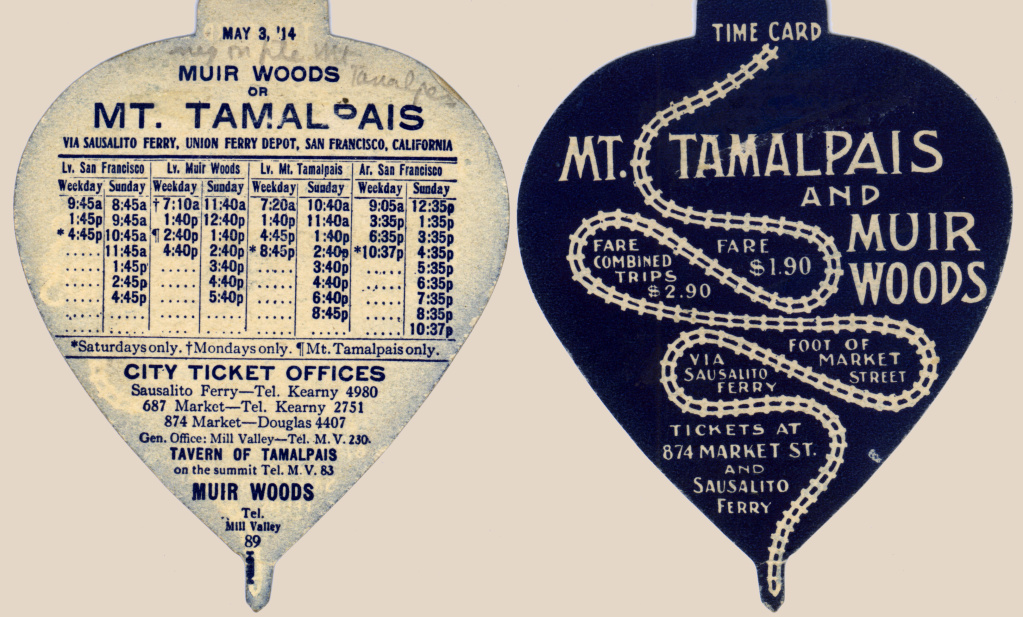 MAY 3, '14
neg on file Mt
Tamalpais
MUIR WOODS
OR
MT. TAMALPAIS
VIA SAUSALITO FERRY, UNION FERRY DEPOT, SAN FRANCISCO, CALIFORNIA
Lv. San Francisco Lv. Muir Woods Lv. Mt. Tamalpais Ar. San Francisco
Weekday Sunday Weekday Sunday Weekday Sunday Weekday Sunday
9:45a 8:45a †7:10a 11:40a 7:20a 10:40a 9:05a 12:35p
1:45p 9:45a 1:40p 12:40p 1:40p 11:40a 3:35p 1:35p
*4:45p 10:45a ¶2:40p 1:40p 4:45p 1:40p 6:35p 3:35p
..... 11:45a 4:40p 2:40p *8:45p 2:40p *10:37p 4:35p
..... 1:45p ..... 3:40p ..... 3:40p ..... 5:35p
..... 2:45p ..... 4:40p ..... 4:40p ..... 6:35p
..... 4:45p ..... 5:40p ..... 6:40p ..... 7:35p
..... ..... ..... ..... ..... 8:45p ..... 8:35p
..... ..... ..... ..... ..... ..... ..... 10:37p
*Saturdays only. †Mondays only. ¶Mt. Tamalpais only.
CITY TICKET OFFICES
Sausalito Ferry—Tel. Kearny 4980
687 Market—Tel. Kearny 2751
874 Market—Douglas 4407
Gen. Office: Mill Valley—Tel. M. V. 230.
TAVERN OF TAMALPAIS
on the summit Tel. M. V. 83
MUIR WOODS
Tel.
Mill Valley
89
TIME CARD
MT. TAMALPAIS
AND
MUIR
WOODS
FARE
COMBINED
TRIPS
$2.90
FARE
$1.90
VIA
SAUSALITO
FERRY
FOOT OF
MARKET
STREET
TICKETS AT
874 MARKET ST.
AND
SAUSALITO
FERRY